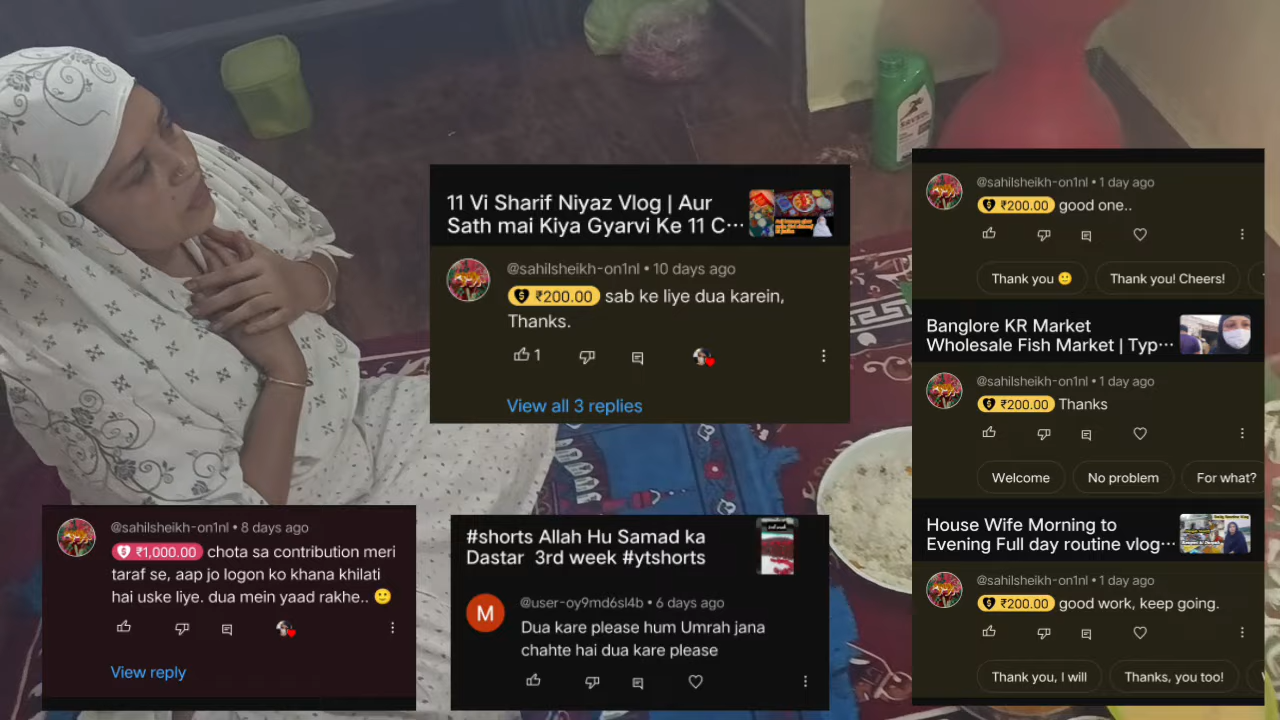 11 Vi Sharif Niyaz Vlog | Aur
Sath mai Kiya Gyarvi Ke 11 C...
@sahilsheikh-on1nl • 10 days ago
₹200.00 sab ke liye dua karein,
Thanks.
1
View all 3 replies
@sahilsheikh-on1nl • 8 days ago
₹1,000.00 chota sa contribution meri
taraf se, aap jo logon ko khana khilati
hai uske liye. dua mein yaad rakhe.. 🙂
View reply
#shorts Allah Hu Samad ka
Dastar 3rd week #ytshorts
M
@user-oy9md6sl4b • 6 days ago
Dua kare please hum Umrah jana
chahte hai dua kare please
@sahilsheikh-on1nl • 1 day ago
₹200.00 good one..
Thank you 🙂 Thank you! Cheers!
Banglore KR Market
Wholesale Fish Market | Typ...
@sahilsheikh-on1nl • 1 day ago
₹200.00 Thanks
Welcome No problem For what?
House Wife Morning to
Evening Full day routine vlog...
@sahilsheikh-on1nl • 1 day ago
₹200.00 good work, keep going.
Thank you, I will Thanks, you too!